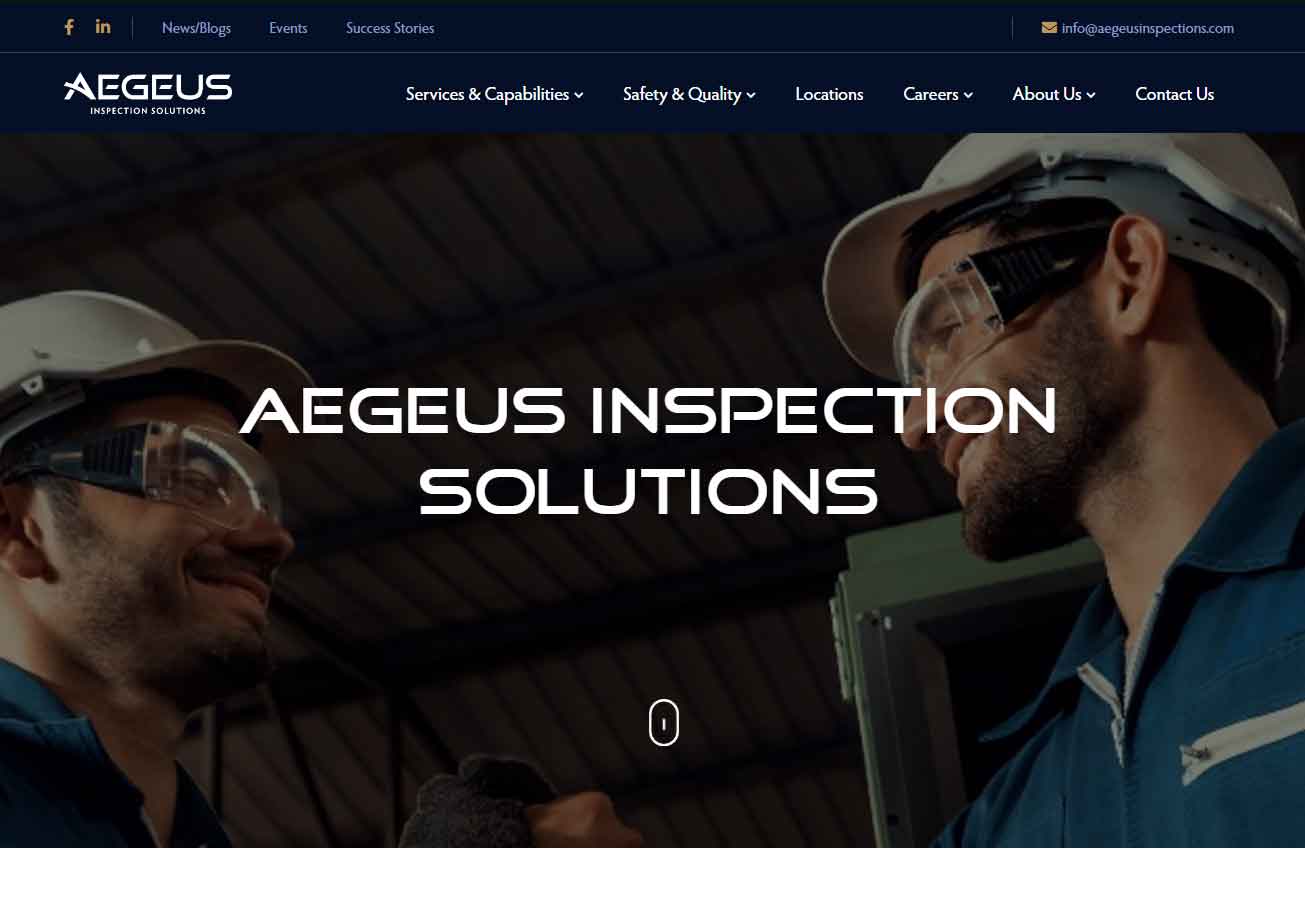 News/Blogs Events Success Stories info@aegeusinspections.com
AEGEUS
INSPECTION SOLUTIONS
Services & Capabilities Safety & Quality Locations Careers About Us Contact Us
AEGEUS INSPECTION
SOLUTIONS